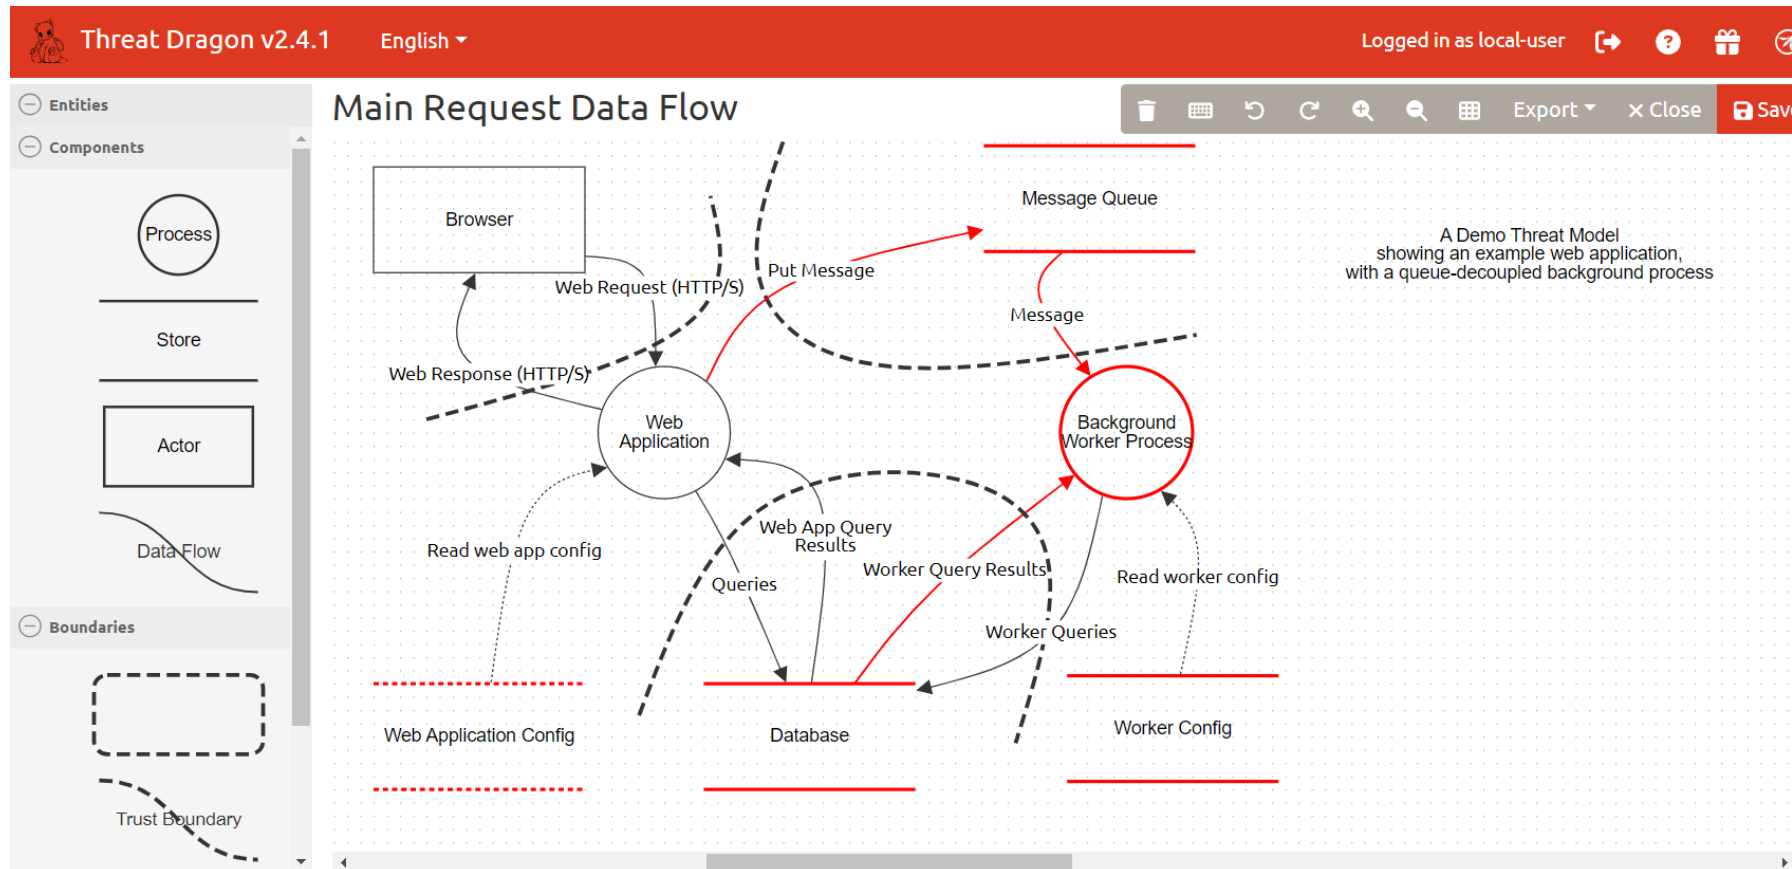 Threat Dragon v2.4.1
English
Logged in as local-user
Entities
Components
Process
Store
Actor
Data Flow
Boundaries
Trust Boundary
Main Request Data Flow
Export
Close
Save
Browser
Message Queue
A Demo Threat Model
showing an example web application,
with a queue-decoupled background process
Put Message
Web Request (HTTP/S)
Message
Web Response (HTTP/S)
Web
Application
Background
Worker Process
Web App Query
Results
Read web app config
Worker Query Results
Read worker config
Queries
Worker Queries
Web Application Config
Database
Worker Config